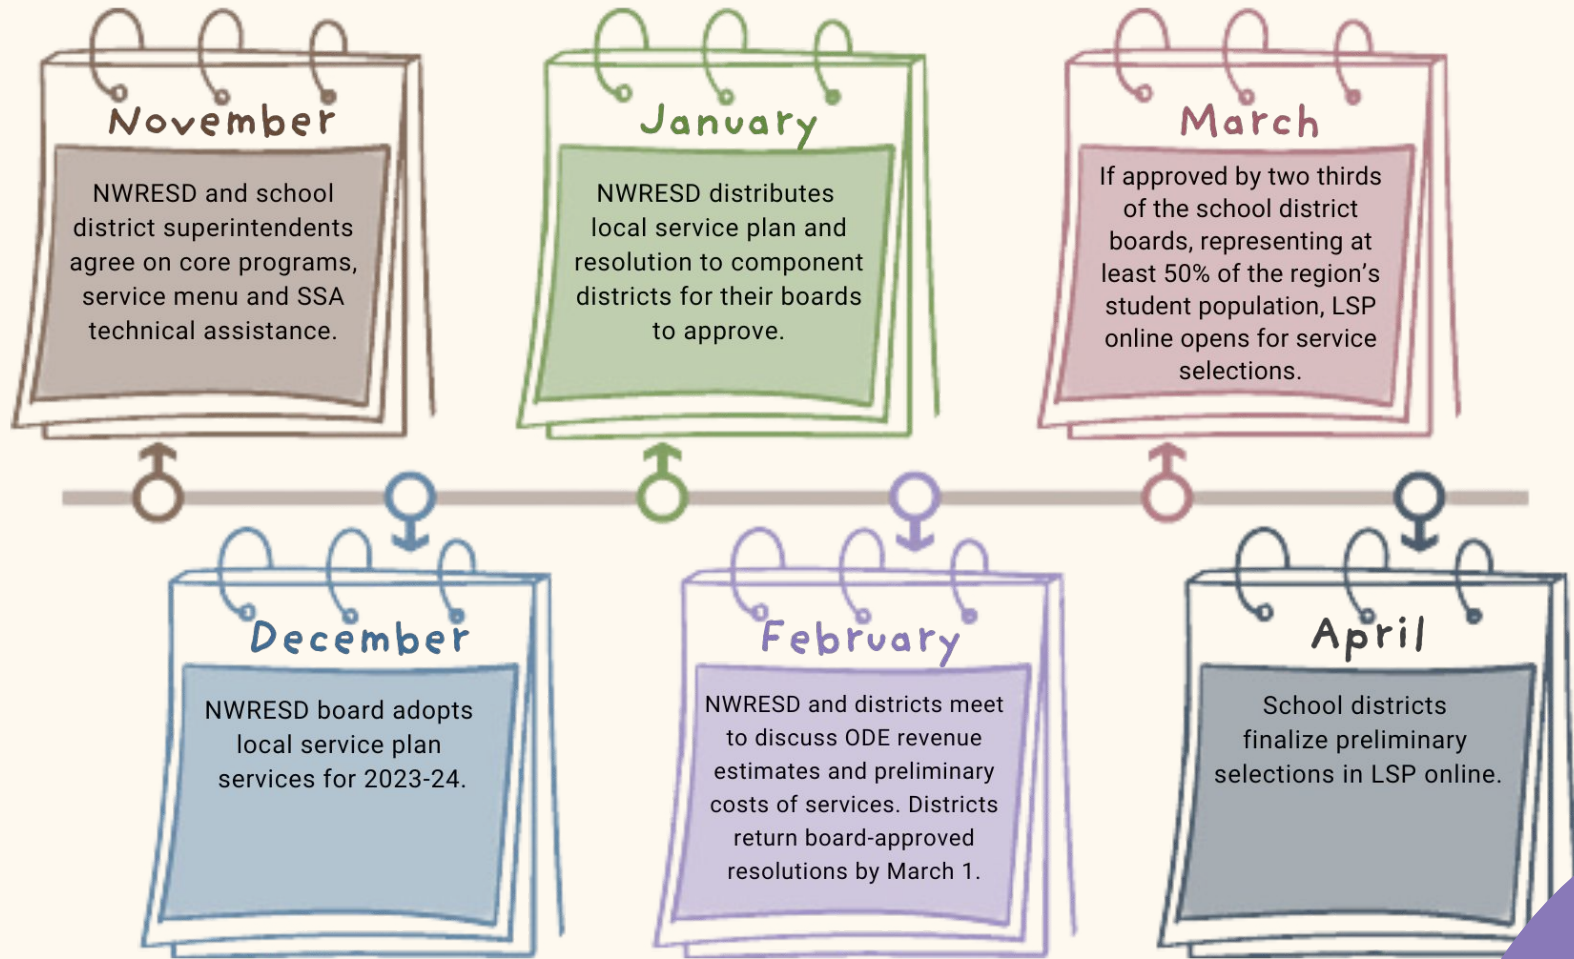 November
NWRESD and school
district superintendents
agree on core programs,
service menu and SSA
technical assistance.
December
NWRESD board adopts
local service plan
services for 2023-24.
January
NWRESD distributes
local service plan and
resolution to component
districts for their boards
to approve.
February
NWRESD and districts meet
to discuss ODE revenue
estimates and preliminary
costs of services. Districts
return board-approved
resolutions by March 1.
March
If approved by two thirds
of the school district
boards, representing at
least 50% of the region’s
student population, LSP
online opens for service
selections.
April
School districts
finalize preliminary
selections in LSP online.